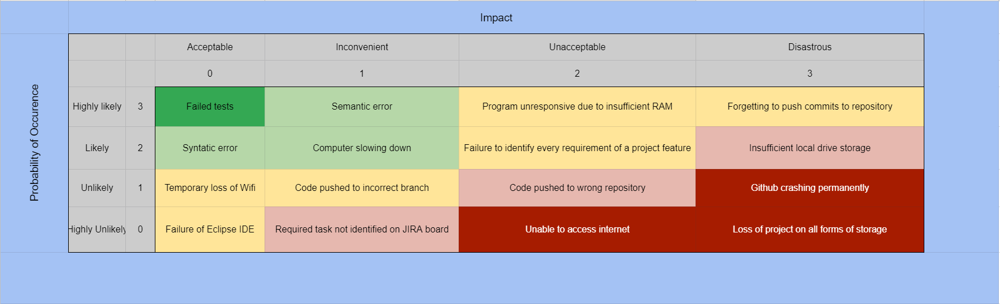 Impact
Acceptable Inconvenient Unacceptable Disastrous
0 1 2 3
Probability of Occurence
Highly likely 3 Failed tests Semantic error Program unresponsive due to insufficient RAM Forgetting to push commits to repository
Likely 2 Syntatic error Computer slowing down Failure to identify every requirement of a project feature Insufficient local drive storage
Unlikely 1 Temporary loss of Wifi Code pushed to incorrect branch Code pushed to wrong repository Github crashing permanently
Highly Unlikely 0 Failure of Eclipse IDE Required task not identified on JIRA board Unable to access internet Loss of project on all forms of storage